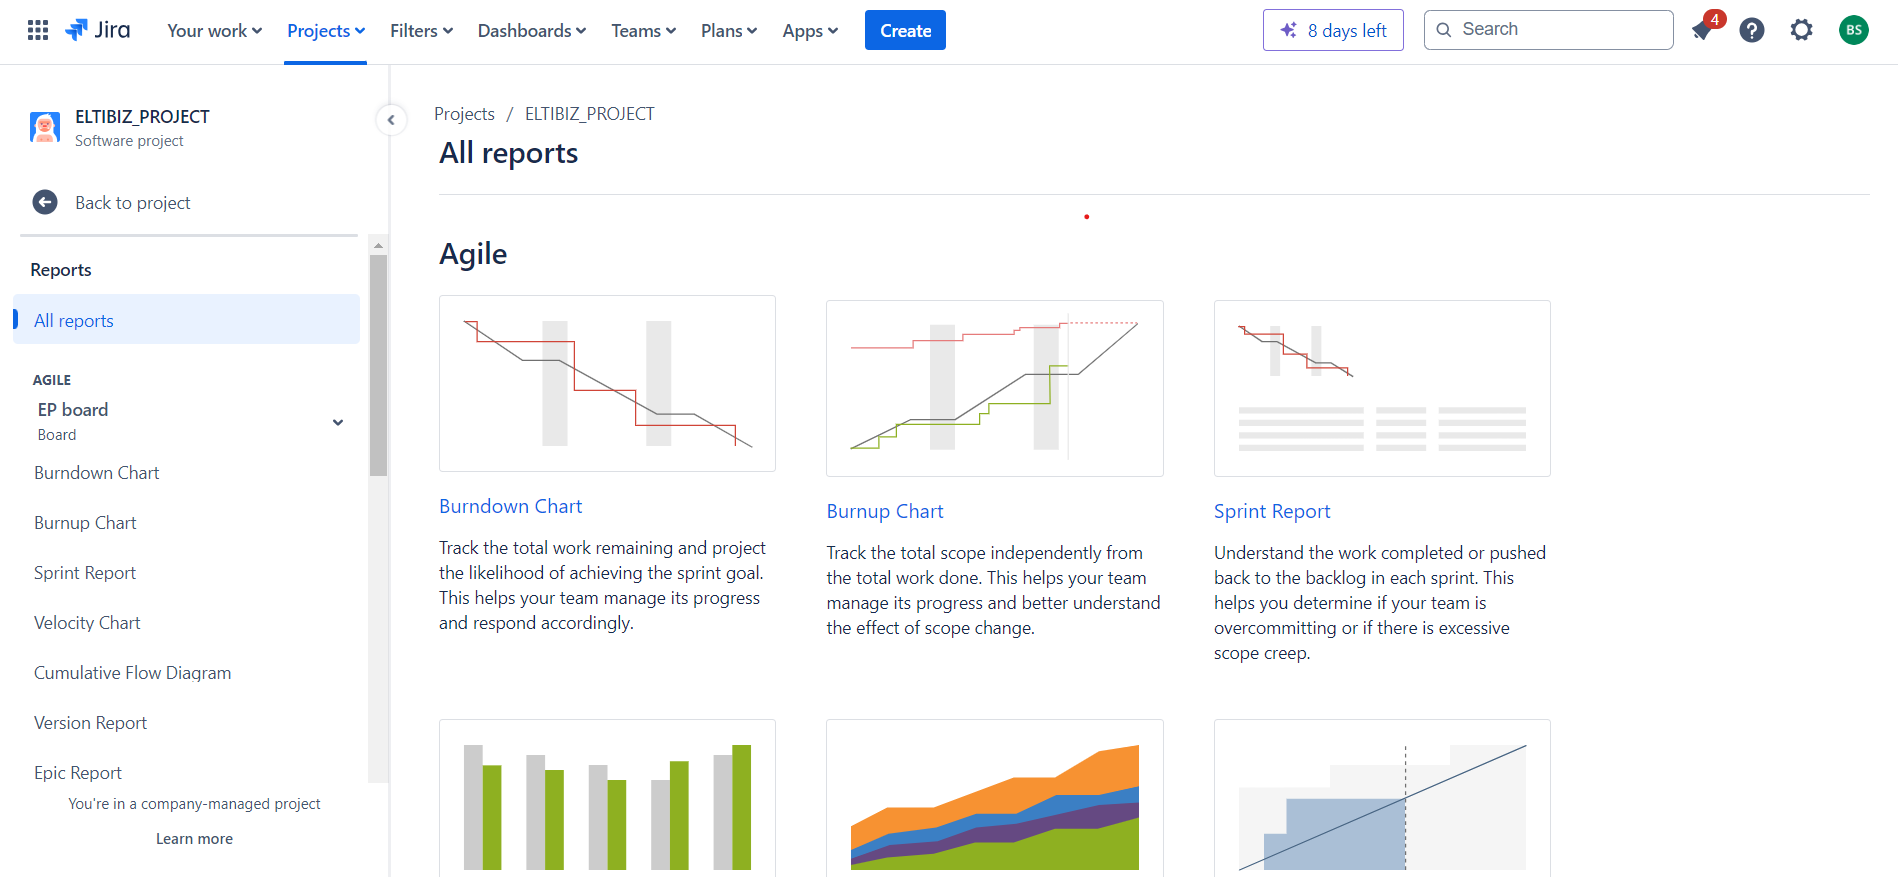 Jira
Your work
Projects
Filters
Dashboards
Teams
Plans
Apps
Create
8 days left
Search
4
BS
ELTIBIZ_PROJECT
Software project
Back to project
Reports
All reports
AGILE
EP board
Board
Burndown Chart
Burnup Chart
Sprint Report
Velocity Chart
Cumulative Flow Diagram
Version Report
Epic Report
You're in a company-managed project
Learn more
Projects / ELTIBIZ_PROJECT
All reports
Agile
Burndown Chart
Track the total work remaining and project
the likelihood of achieving the sprint goal.
This helps your team manage its progress
and respond accordingly.
Burnup Chart
Track the total scope independently from
the total work done. This helps your team
manage its progress and better understand
the effect of scope change.
Sprint Report
Understand the work completed or pushed
back to the backlog in each sprint. This
helps you determine if your team is
overcommitting or if there is excessive
scope creep.